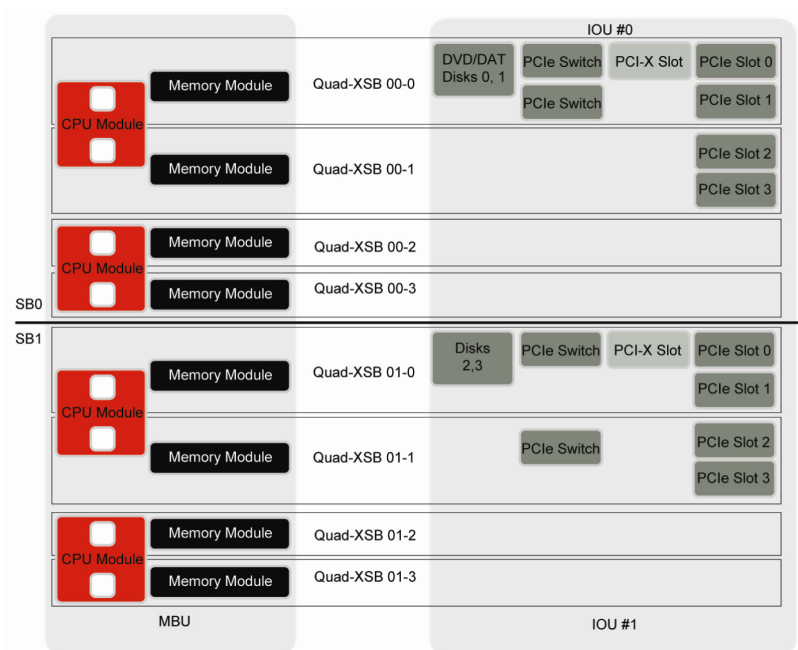 IOU #0
DVD/DAT
Disks 0, 1
PCIe Switch
PCI-X Slot
PCIe Slot 0
Memory Module
Quad-XSB 00-0
PCIe Switch
PCIe Slot 1
CPU Module
PCIe Slot 2
Memory Module
Quad-XSB 00-1
PCIe Slot 3
Memory Module
Quad-XSB 00-2
CPU Module
Memory Module
Quad-XSB 00-3
SB0
SB1
Disks
2,3
PCIe Switch
PCI-X Slot
PCIe Slot 0
Memory Module
Quad-XSB 01-0
PCIe Slot 1
CPU Module
PCIe Slot 2
Memory Module
Quad-XSB 01-1
PCIe Switch
PCIe Slot 3
Memory Module
Quad-XSB 01-2
CPU Module
Memory Module
Quad-XSB 01-3
MBU
IOU #1